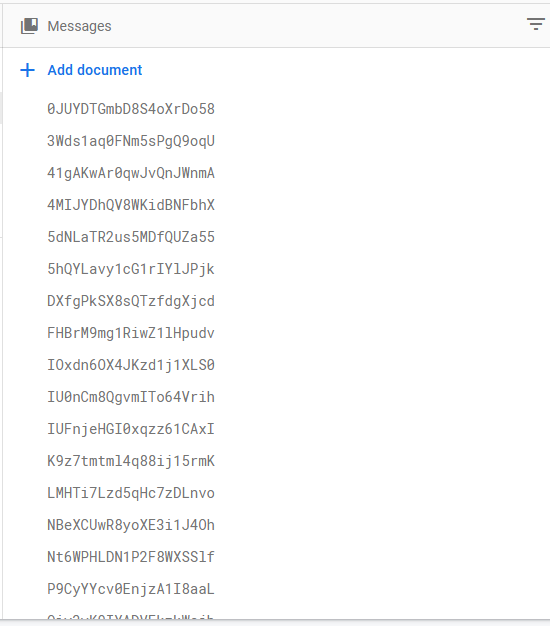 Messages
Add document
0JUYDTGmbD8S4oXrDo58
3Wds1aq0FNm5sPgQ9oqU
41gAKwAr0qwJvQnJWnmA
4MIJYDhQV8WKidBNFbhX
5dNLaTR2us5MDfQUZa55
5hQYLavy1cG1rIYlJPjk
DXfgPkSX8sQTzfdgXjcd
FHBrM9mg1RiwZ1lHpudv
IOxdn6OX4JKzd1j1XLS0
IU0nCm8QgvmITo64Vrih
IUFnjeHGI0xqzz61CAxI
K9z7tmtml4q88ij15rmK
LMHTi7Lzd5qHc7zDLnvo
NBeXCUwR8yoXE3i1J4Oh
Nt6WPHLDN1P2F8WXSSlf
P9CyYYcv0EnjzA1I8aaL